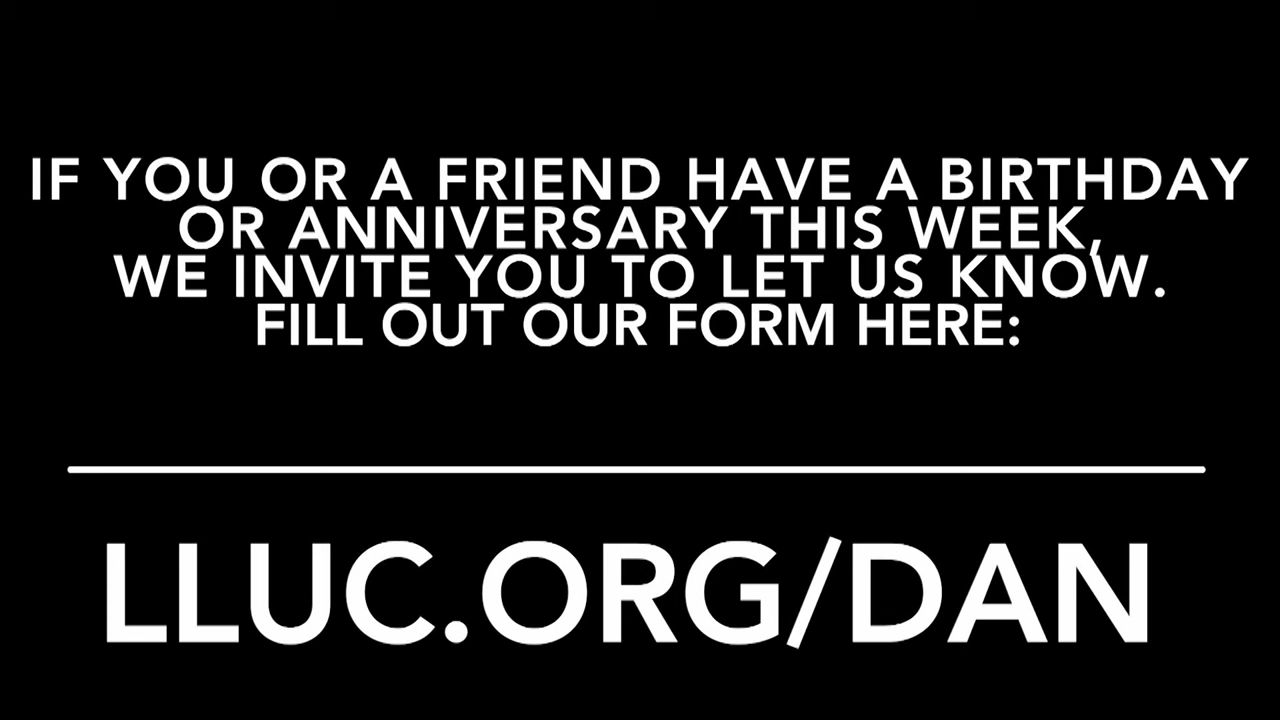 IF YOU OR A FRIEND HAVE A BIRTHDAY
OR ANNIVERSARY THIS WEEK,
WE INVITE YOU TO LET US KNOW.
FILL OUT OUR FORM HERE:
LLUC.ORG/DAN